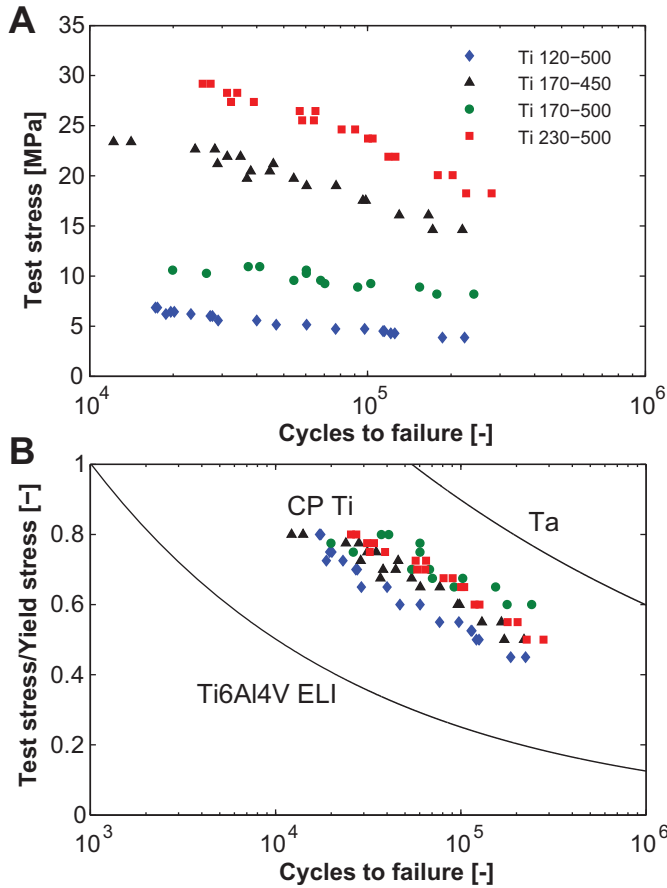 A
Test stress [MPa]
35
30
25
20
15
10
5
0
Ti 120−500
Ti 170−450
Ti 170−500
Ti 230−500
10^4
10^5
10^6
Cycles to failure [-]
B
Test stress/Yield stress [−]
1
0.8
0.6
0.4
0.2
0
CP Ti
Ta
Ti6Al4V ELI
10^3
10^4
10^5
10^6
Cycles to failure [-]